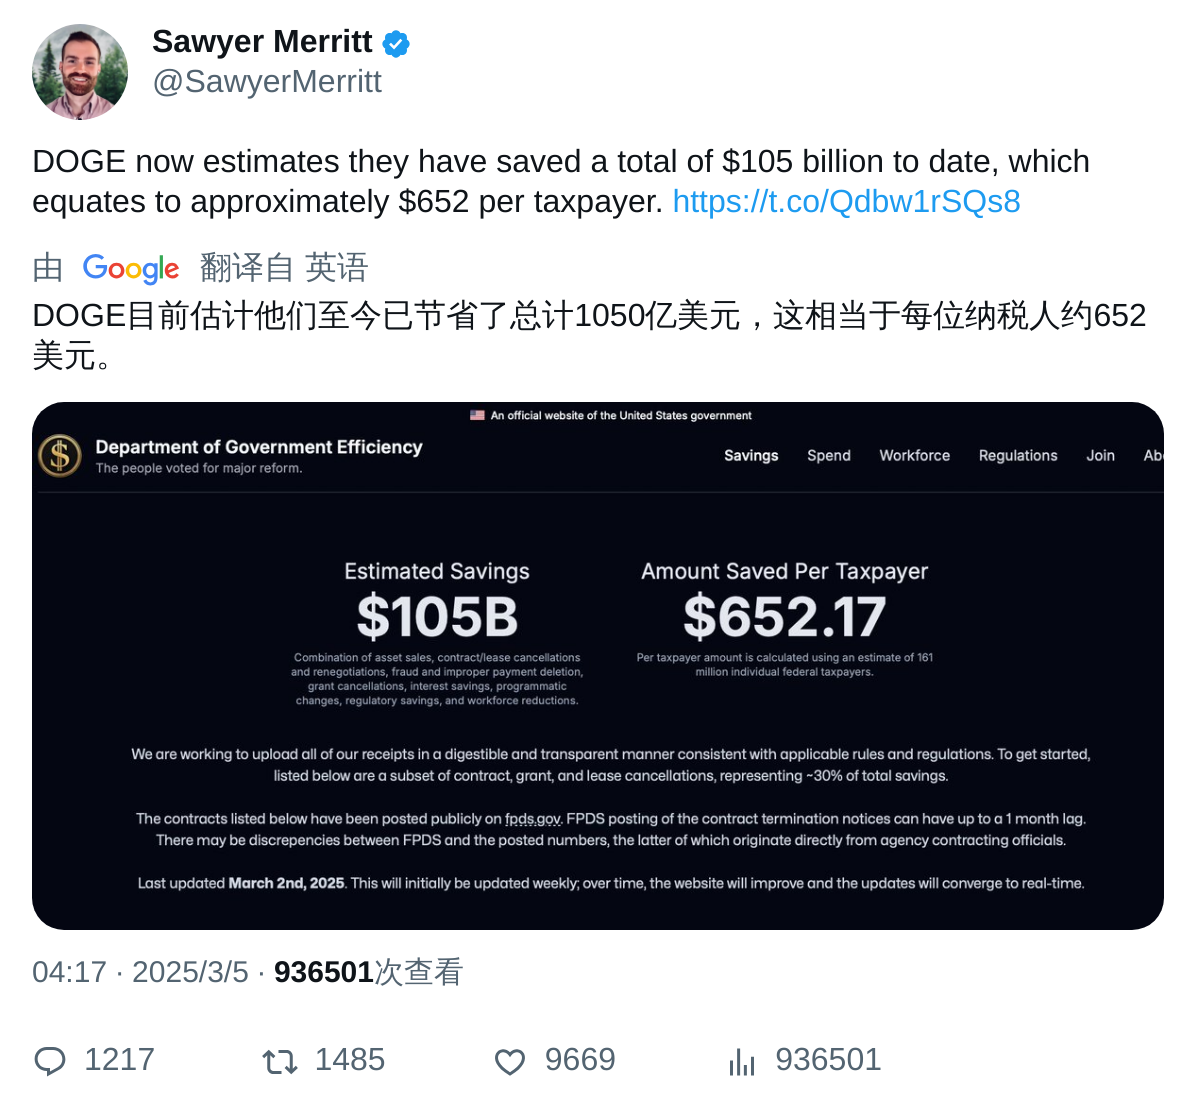 Sawyer Merritt
@SawyerMerritt
DOGE now estimates they have saved a total of $105 billion to date, which
equates to approximately $652 per taxpayer. https://t.co/Qdbw1rSQs8
由 Google 翻译自 英语
DOGE目前估计他们至今已节省了总计1050亿美元，这相当于每位纳税人约652
美元。
An official website of the United States government
Department of Government Efficiency
The people voted for major reform.
Savings Spend Workforce Regulations Join Abo
Estimated Savings
$105B
Combination of asset sales, contract/lease cancellations
and renegotiations, fraud and improper payment deletion,
grant cancellations, interest savings, programmatic
changes, regulatory savings, and workforce reductions.
Amount Saved Per Taxpayer
$652.17
Per taxpayer amount is calculated using an estimate of 161
million individual federal taxpayers.
We are working to upload all of our receipts in a digestible and transparent manner consistent with applicable rules and regulations. To get started,
listed below are a subset of contract, grant, and lease cancellations, representing ~30% of total savings.
The contracts listed below have been posted publicly on fpds.gov. FPDS posting of the contract termination notices can have up to a 1 month lag.
There may be discrepancies between FPDS and the posted numbers, the latter of which originate directly from agency contracting officials.
Last updated March 2nd, 2025. This will initially be updated weekly; over time, the website will improve and the updates will converge to real-time.
04:17 · 2025/3/5 · 936501次查看
1217 1485 9669 936501